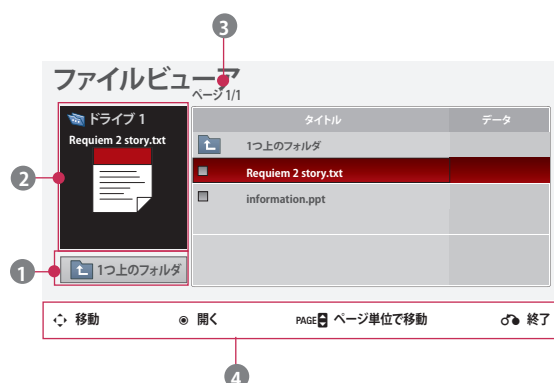 3
ファイルビューア
ページ 1/1
ドライブ 1
Requiem 2 story.txt
タイトル データ
1つ上のフォルダ
Requiem 2 story.txt
information.ppt
2
1
1つ上のフォルダ
移動 開く PAGE ページ単位で移動 終了
4